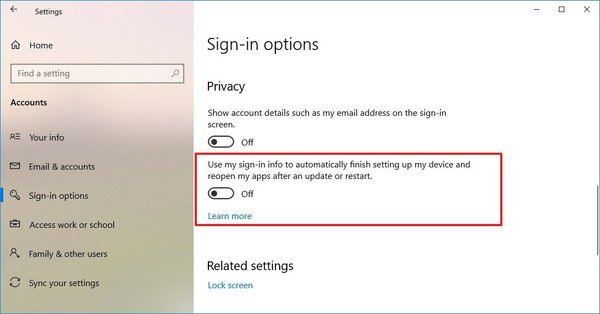 Settings
Home
Find a setting
Accounts
Your info
Email & accounts
Sign-in options
Access work or school
Family & other users
Sync your settings
Sign-in options
Privacy
Show account details such as my email address on the sign-in
screen.
Off
Use my sign-in info to automatically finish setting up my device and
reopen my apps after an update or restart.
Off
Learn more
Related settings
Lock screen